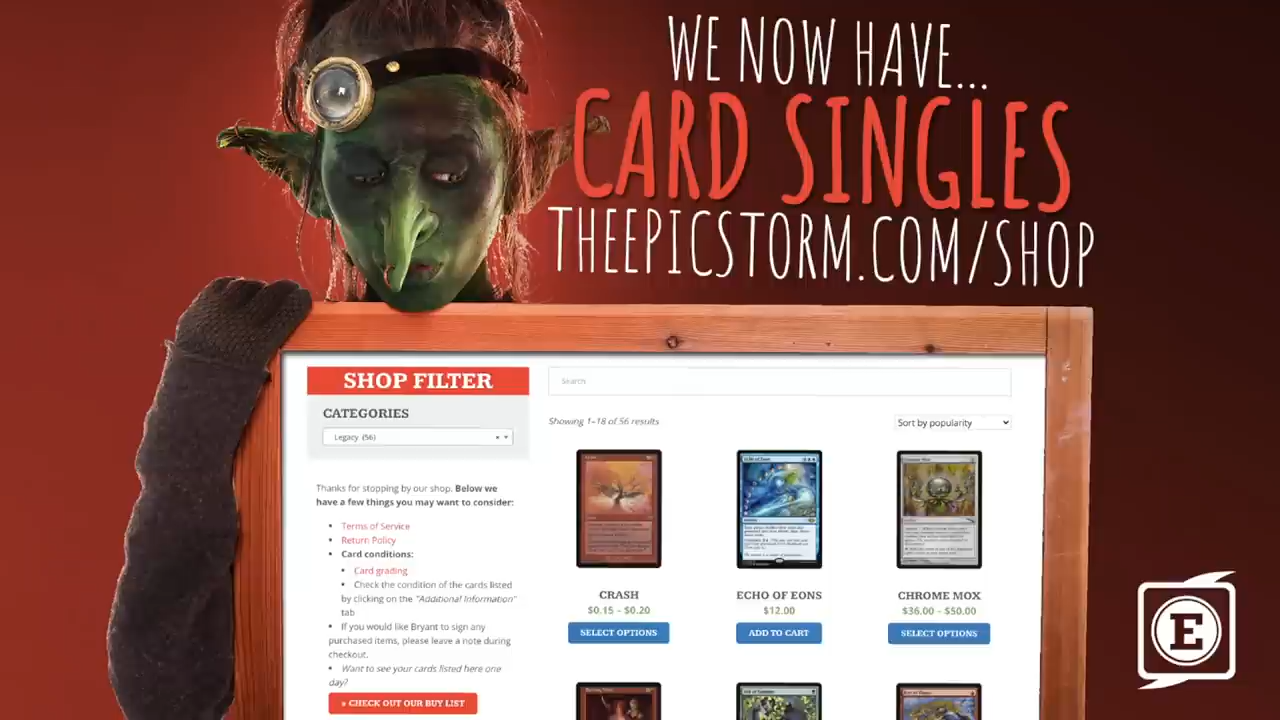 WE NOW HAVE...
CARD SINGLES
THEEPICSTORM.COM/SHOP
SHOP FILTER
CATEGORIES
Legacy (56)
Thanks for stopping by our shop. Below we
have a few things you may want to consider:
Terms of Service
Return Policy
Card conditions:
Card grading
Check the condition of the cards listed
by clicking on the "Additional Information"
tab
If you would like Bryant to sign any
purchased items, please leave a note during
checkout.
Want to see your cards listed here one
day?
» CHECK OUT OUR BUY LIST
Search
Showing 1–18 of 56 results
Sort by popularity
CRASH
$0.15 – $0.20
SELECT OPTIONS
ECHO OF EONS
$12.00
ADD TO CART
CHROME MOX
$36.00 – $50.00
SELECT OPTIONS
E